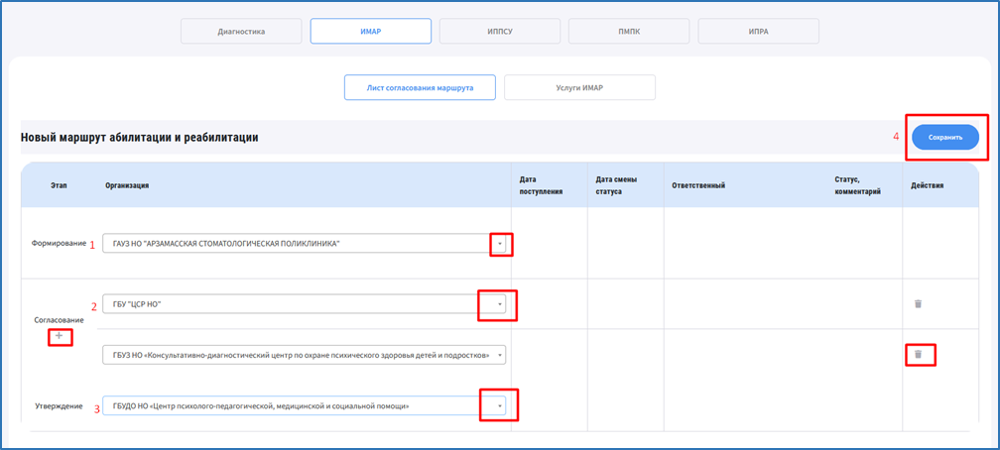 Диагностика
ИМАР
ИППСУ
ПМПК
ИПРА
Лист согласования маршрута
Услуги ИМАР
Новый маршрут абилитации и реабилитации
4
Сохранить
Этап
Организация
Дата
поступления
Дата смены
статуса
Ответственный
Статус,
комментарий
Действия
Формирование
1
ГАУЗ НО "АРЗАМАССКАЯ СТОМАТОЛОГИЧЕСКАЯ ПОЛИКЛИНИКА"
Согласование
+
2
ГБУ "ЦСР НО"
ГБУЗ НО «Консультативно-диагностический центр по охране психического здоровья детей и подростков»
Утверждение
3
ГБУДО НО «Центр психолого-педагогической, медицинской и социальной помощи»